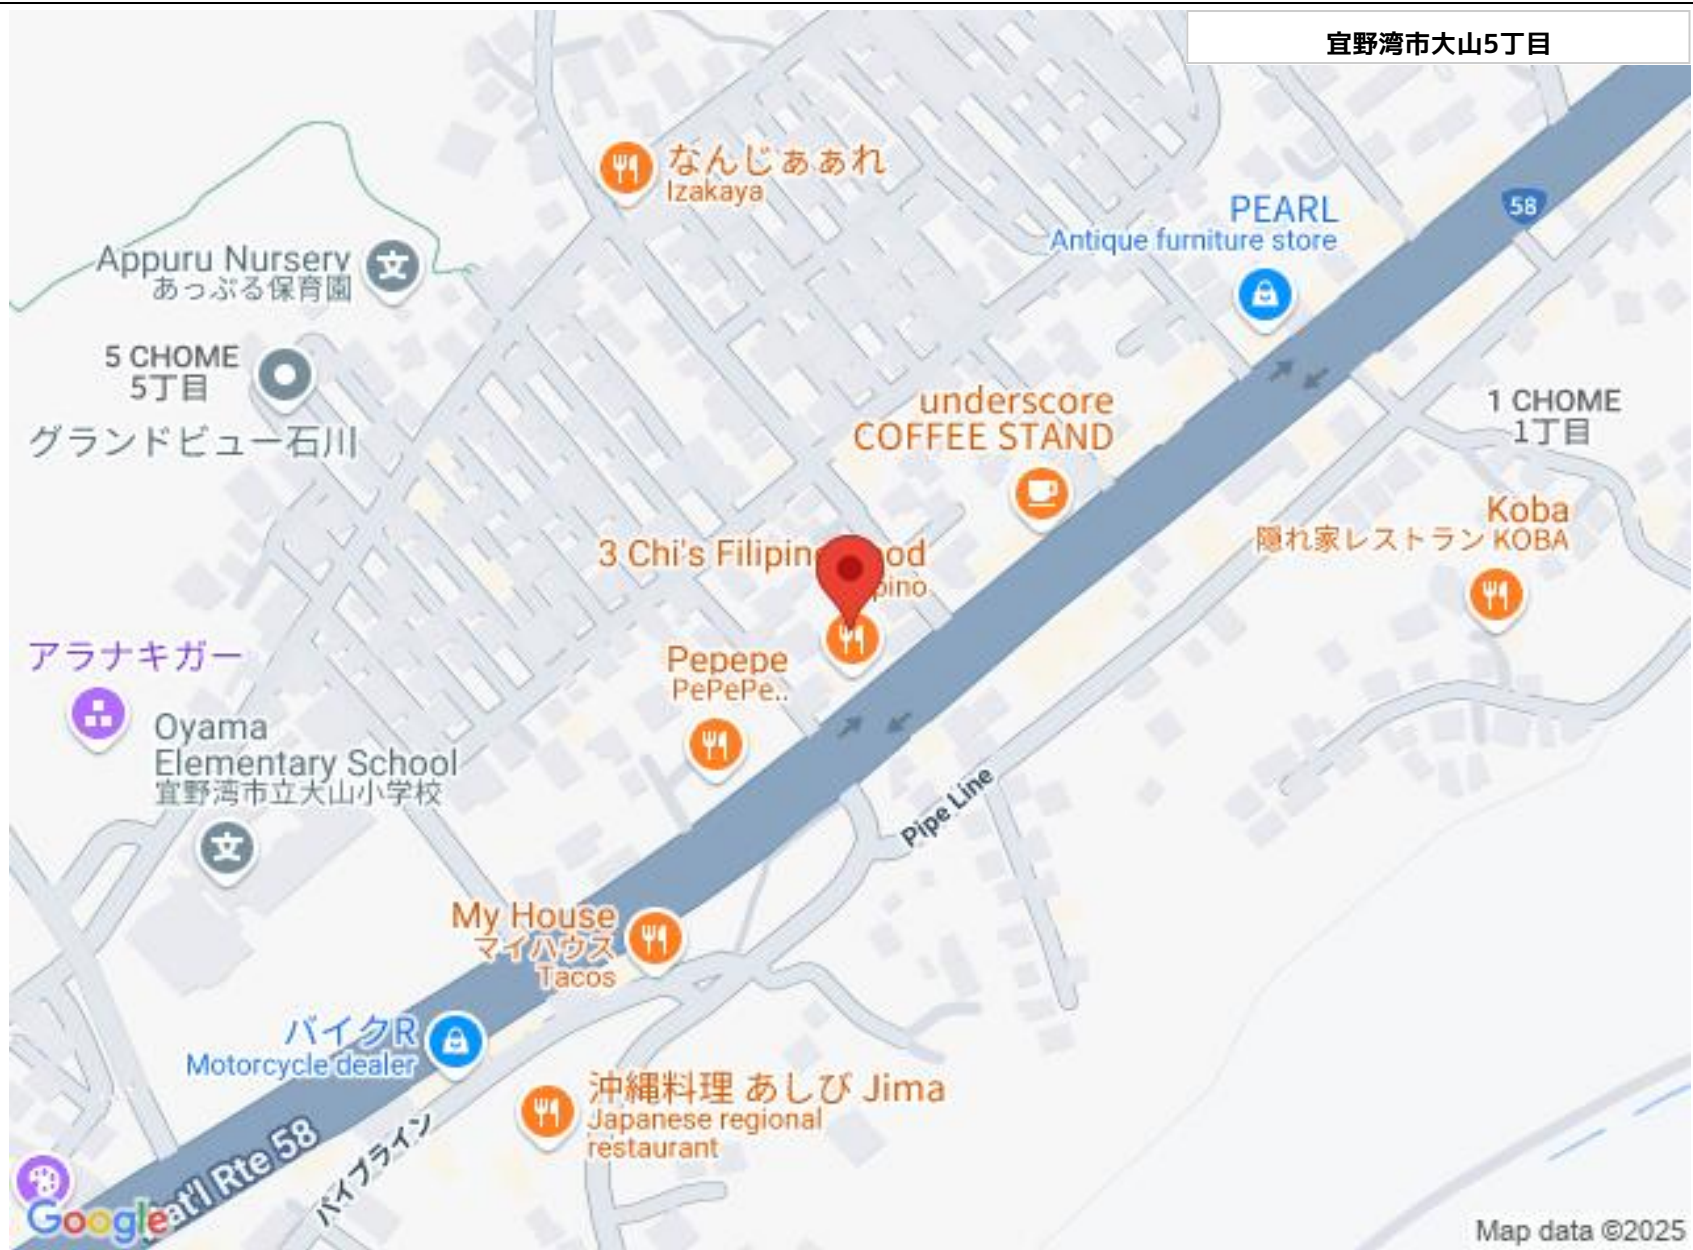 宜野湾市大山5丁目
なんじぁぁれ
Izakaya
PEARL
Antique furniture store
58
Appuru Nursery
あっぷる保育園
5 CHOME
5丁目
グランドビュー石川
underscore
COFFEE STAND
1 CHOME
1丁目
Koba
隠れ家レストラン KOBA
3 Chi's Filipin
od
pino
アラナキガー
Pepepe
PePePe..
Oyama
Elementary School
宜野湾市立大山小学校
文
文
Pipe Line
My House
マイハウス
Tacos
バイクR
Motorcycle dealer
沖縄料理 あしび Jima
Japanese regional
restaurant
パイプライン
at'l Rte 58
Google
Map data ©2025